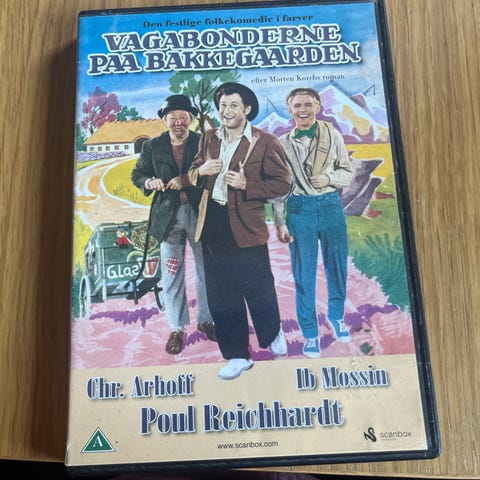 Den festlige folkekomedie i farver
VAGABONDERNE
PAA BAKKEGAARDEN
efter Morten Korchs roman
Chr. Arhoff
Ib Mossin
Poul Reichhardt
A
www.scanbox.com
scanbox